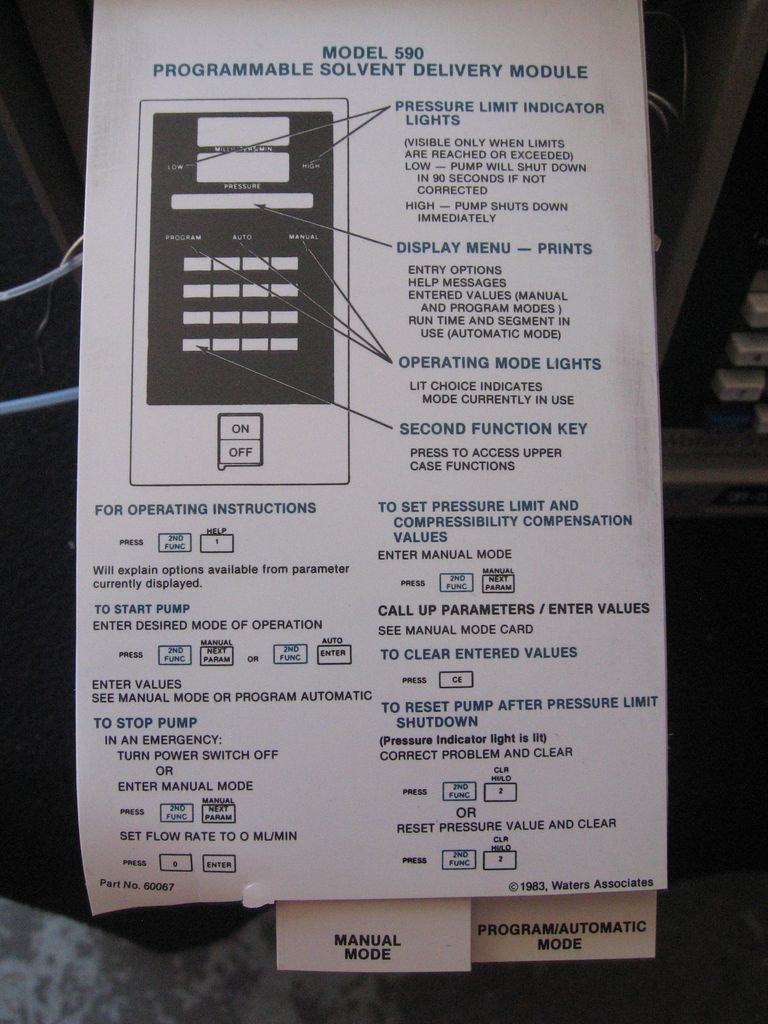 MODEL 590
PROGRAMMABLE SOLVENT DELIVERY MODULE
MILLILITERS/MIN
LOW
HIGH
PRESSURE
PROGRAM AUTO MANUAL
ON
OFF
PRESSURE LIMIT INDICATOR
LIGHTS
(VISIBLE ONLY WHEN LIMITS
ARE REACHED OR EXCEEDED)
LOW — PUMP WILL SHUT DOWN
IN 90 SECONDS IF NOT
CORRECTED
HIGH — PUMP SHUTS DOWN
IMMEDIATELY
DISPLAY MENU — PRINTS
ENTRY OPTIONS
HELP MESSAGES
ENTERED VALUES (MANUAL
AND PROGRAM MODES )
RUN TIME AND SEGMENT IN
USE (AUTOMATIC MODE)
OPERATING MODE LIGHTS
LIT CHOICE INDICATES
MODE CURRENTLY IN USE
SECOND FUNCTION KEY
PRESS TO ACCESS UPPER
CASE FUNCTIONS
FOR OPERATING INSTRUCTIONS
HELP
PRESS 2ND FUNC 1
Will explain options available from parameter
currently displayed.
TO START PUMP
ENTER DESIRED MODE OF OPERATION
MANUAL AUTO
PRESS 2ND FUNC NEXT PARAM OR 2ND FUNC ENTER
ENTER VALUES
SEE MANUAL MODE OR PROGRAM AUTOMATIC
TO STOP PUMP
IN AN EMERGENCY:
TURN POWER SWITCH OFF
OR
ENTER MANUAL MODE
MANUAL
PRESS 2ND FUNC NEXT PARAM
SET FLOW RATE TO O ML/MIN
PRESS 0 ENTER
Part No. 60067
TO SET PRESSURE LIMIT AND
COMPRESSIBILITY COMPENSATION
VALUES
ENTER MANUAL MODE
MANUAL
PRESS 2ND FUNC NEXT PARAM
CALL UP PARAMETERS / ENTER VALUES
SEE MANUAL MODE CARD
TO CLEAR ENTERED VALUES
PRESS CE
TO RESET PUMP AFTER PRESSURE LIMIT
SHUTDOWN
(Pressure Indicator light is lit)
CORRECT PROBLEM AND CLEAR
CLR
HI/LO
PRESS 2ND FUNC 2
OR
RESET PRESSURE VALUE AND CLEAR
CLR
HI/LO
PRESS 2ND FUNC 2
©1983, Waters Associates
MANUAL
MODE
PROGRAM/AUTOMATIC
MODE